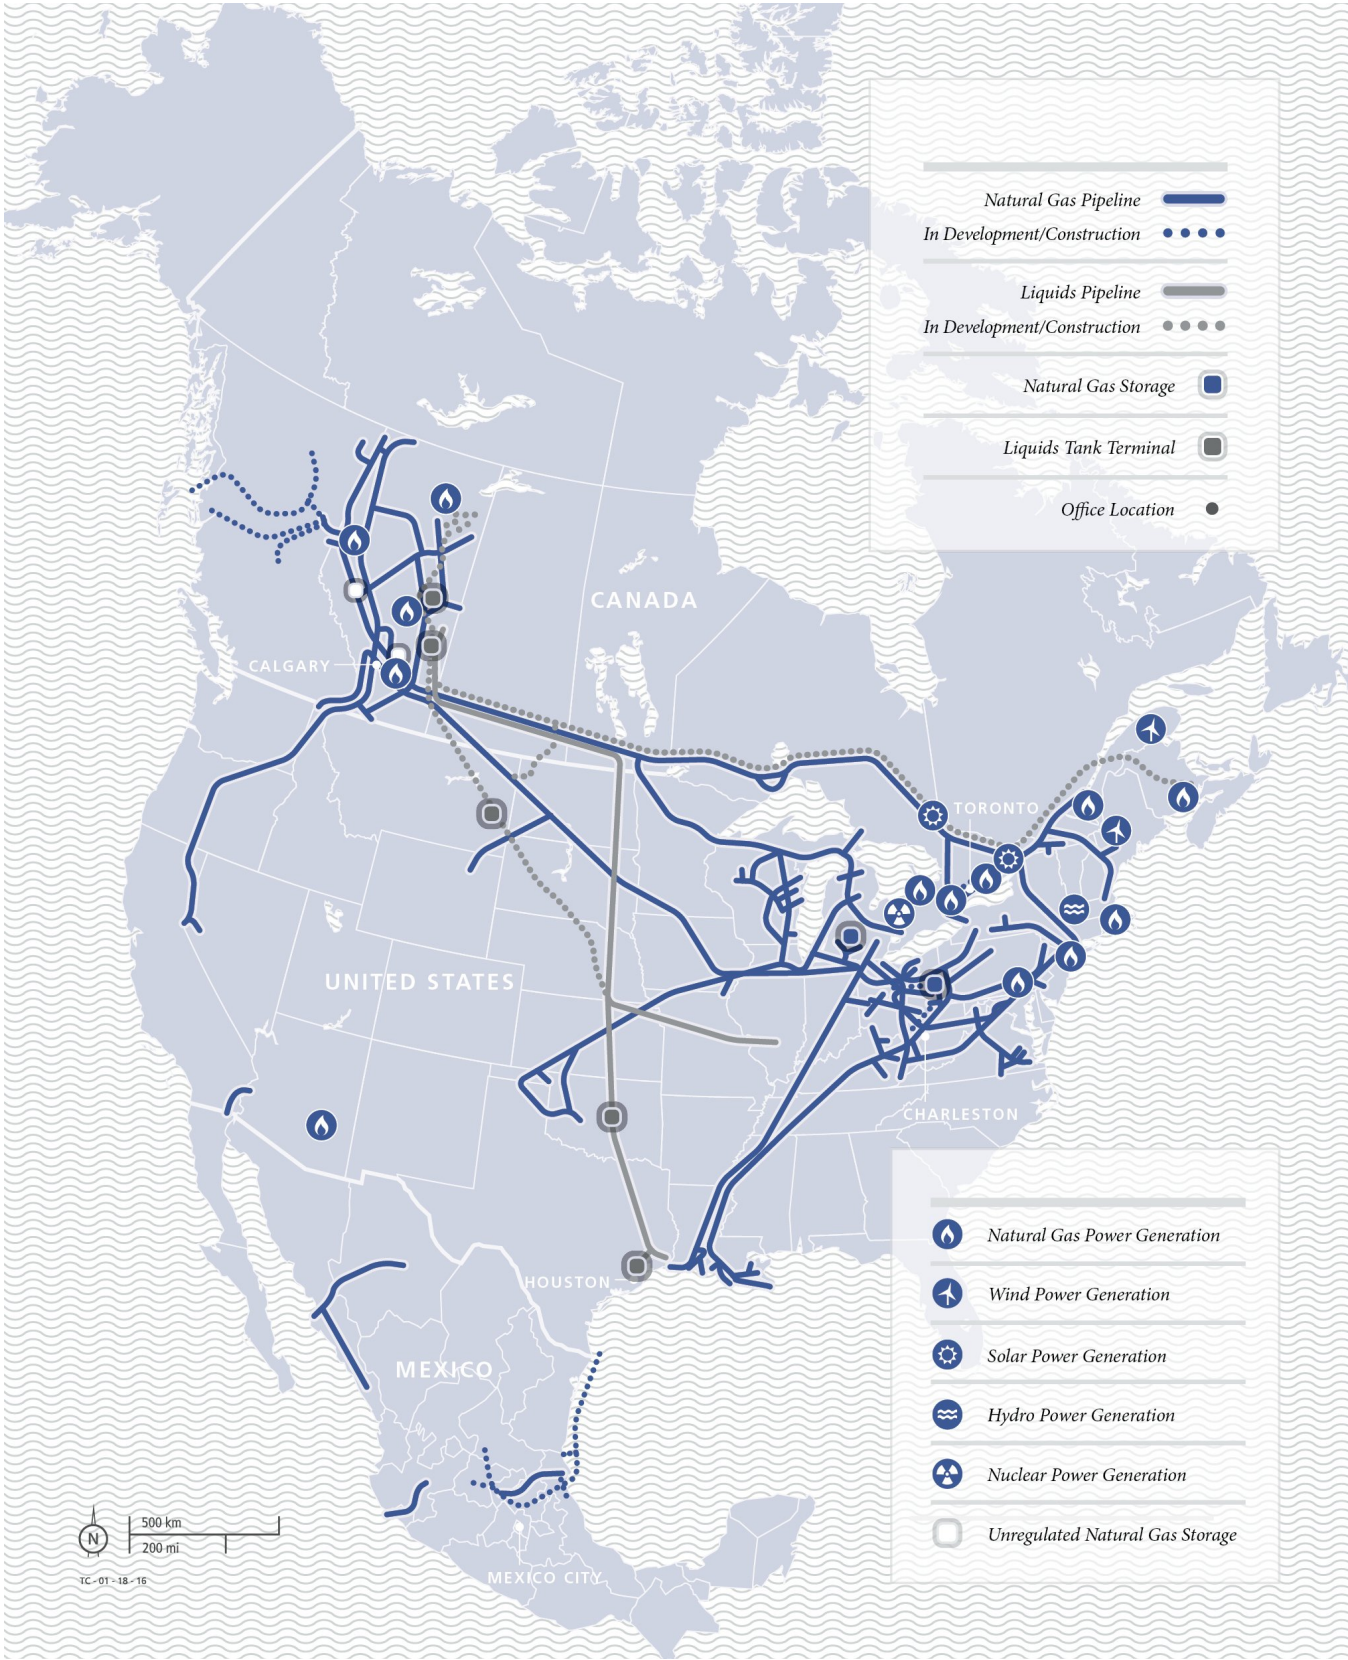 Natural Gas Pipeline
In Development/Construction
Liquids Pipeline
In Development/Construction
Natural Gas Storage
Liquids Tank Terminal
Office Location
CANADA
CALGARY
TORONTO
UNITED STATES
CHARLESTON
HOUSTON
MEXICO
MEXICO CITY
Natural Gas Power Generation
Wind Power Generation
Solar Power Generation
Hydro Power Generation
Nuclear Power Generation
Unregulated Natural Gas Storage
N
500 km
200 mi
TC - 01 - 18 - 16